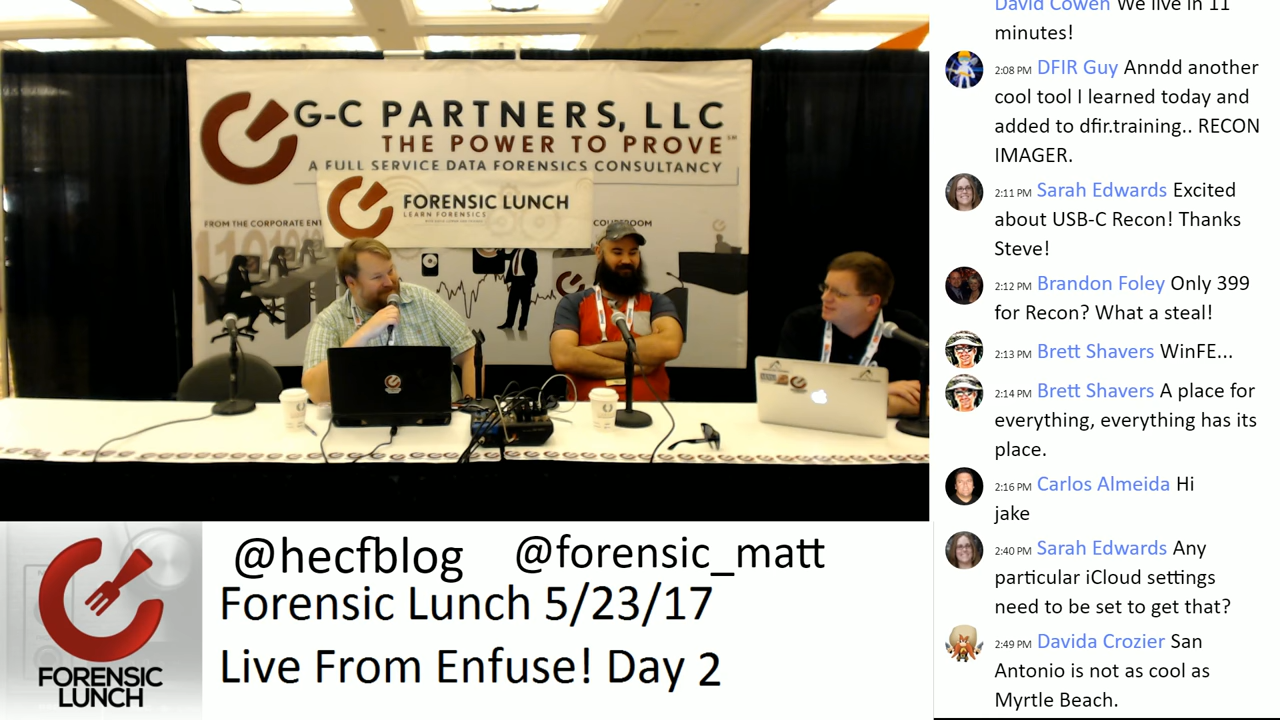 G-C PARTNERS, LLC
THE POWER TO PROVE
A FULL SERVICE DATA FORENSICS CONSULTANCY
FORENSIC LUNCH
LEARN FORENSICS
FROM THE CORPORATE ENT
COURTROOM
@hecfblog @forensic_matt
Forensic Lunch 5/23/17
Live From Enfuse! Day 2
FORENSIC
LUNCH
David Cowen We live in 11
minutes!
2:08 PM DFIR Guy Anndd another
cool tool I learned today and
added to dfir.training.. RECON
IMAGER.
2:11 PM Sarah Edwards Excited
about USB-C Recon! Thanks
Steve!
2:12 PM Brandon Foley Only 399
for Recon? What a steal!
2:13 PM Brett Shavers WinFE...
2:14 PM Brett Shavers A place for
everything, everything has its
place.
2:16 PM Carlos Almeida Hi
jake
2:40 PM Sarah Edwards Any
particular iCloud settings
need to be set to get that?
2:49 PM Davida Crozier San
Antonio is not as cool as
Myrtle Beach.